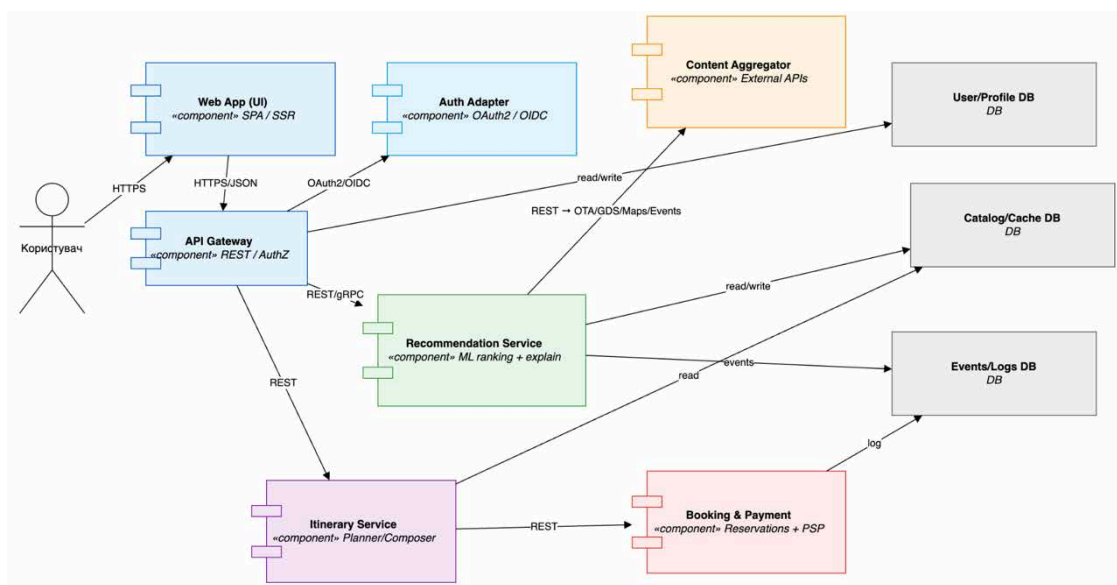 Content Aggregator
«component» External APIs
Web App (UI)
«component» SPA / SSR
Auth Adapter
«component» OAuth2 / OIDC
User/Profile DB
DB
HTTPS
HTTPS/JSON
OAuth2/OIDC
read/write
REST → OTA/GDS/Maps/Events
Користувач
API Gateway
«component» REST / AuthZ
Catalog/Cache DB
DB
REST/gRPC
read/write
Recommendation Service
«component» ML ranking + explain
events
read
Events/Logs DB
DB
REST
log
Itinerary Service
«component» Planner/Composer
REST
Booking & Payment
«component» Reservations + PSP